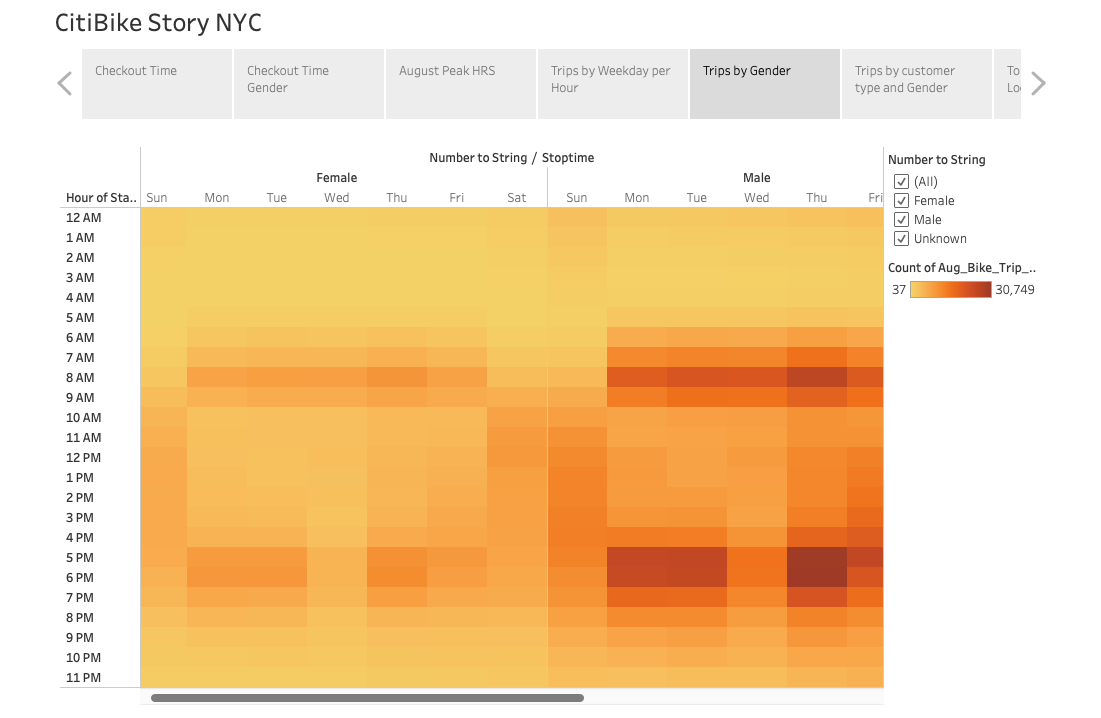 CitiBike Story NYC
Checkout Time
Checkout Time
Gender
August Peak HRS
Trips by Weekday per
Hour
Trips by Gender
Trips by customer
type and Gender
To
Lo
Number to String / Stoptime
Female Male
Hour of Sta.. Sun Mon Tue Wed Thu Fri Sat Sun Mon Tue Wed Thu Fri
12 AM
1 AM
2 AM
3 AM
4 AM
5 AM
6 AM
7 AM
8 AM
9 AM
10 AM
11 AM
12 PM
1 PM
2 PM
3 PM
4 PM
5 PM
6 PM
7 PM
8 PM
9 PM
10 PM
11 PM
Number to String
(All)
Female
Male
Unknown
Count of Aug_Bike_Trip_..
37 30,749